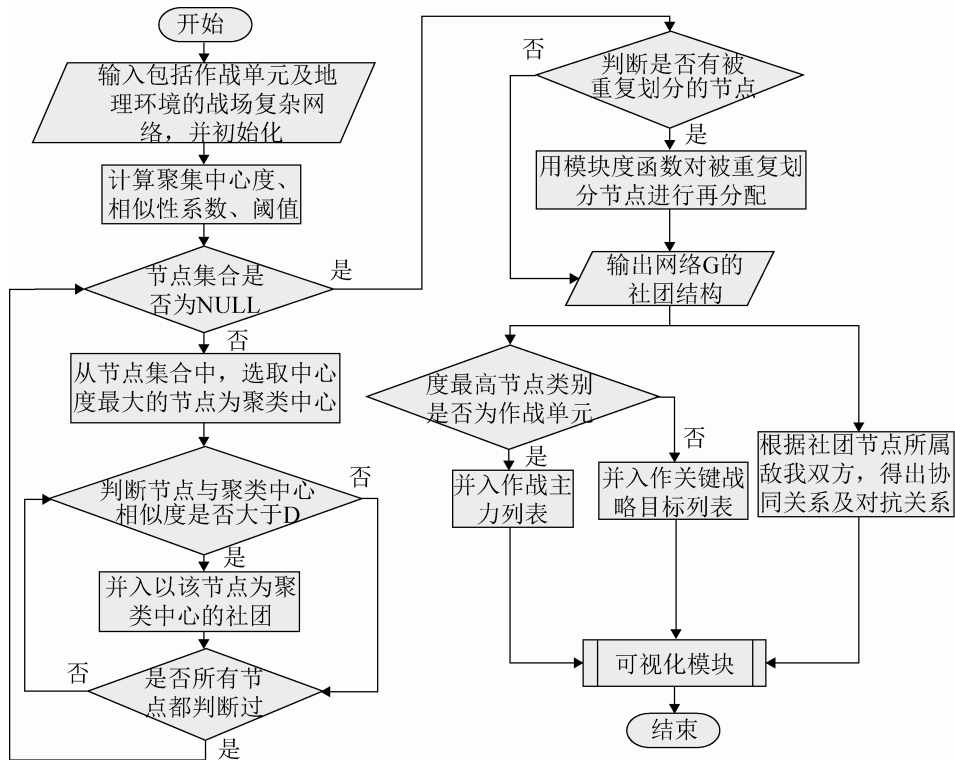 开始
输入包括作战单元及地
理环境的战场复杂网
络，并初始化
计算聚集中心度、
相似性系数、阈值
节点集合是
否为NULL
是
否
从节点集合中，选取中心
度最大的节点为聚类中心
判断节点与聚类中心
相似度是否大于D
否
是
并入以该节点为聚
类中心的社团
是否所有节
点都判断过
否
是
判断是否有被
重复划分的节点
否
是
用模块度函数对被重复划
分节点进行再分配
输出网络G的
社团结构
度最高节点类别
是否为作战单元
是
否
并入作战主
力列表
并入作关键战
略目标列表
根据社团节点所属
敌我双方，得出协
同关系及对抗关系
可视化模块
结束